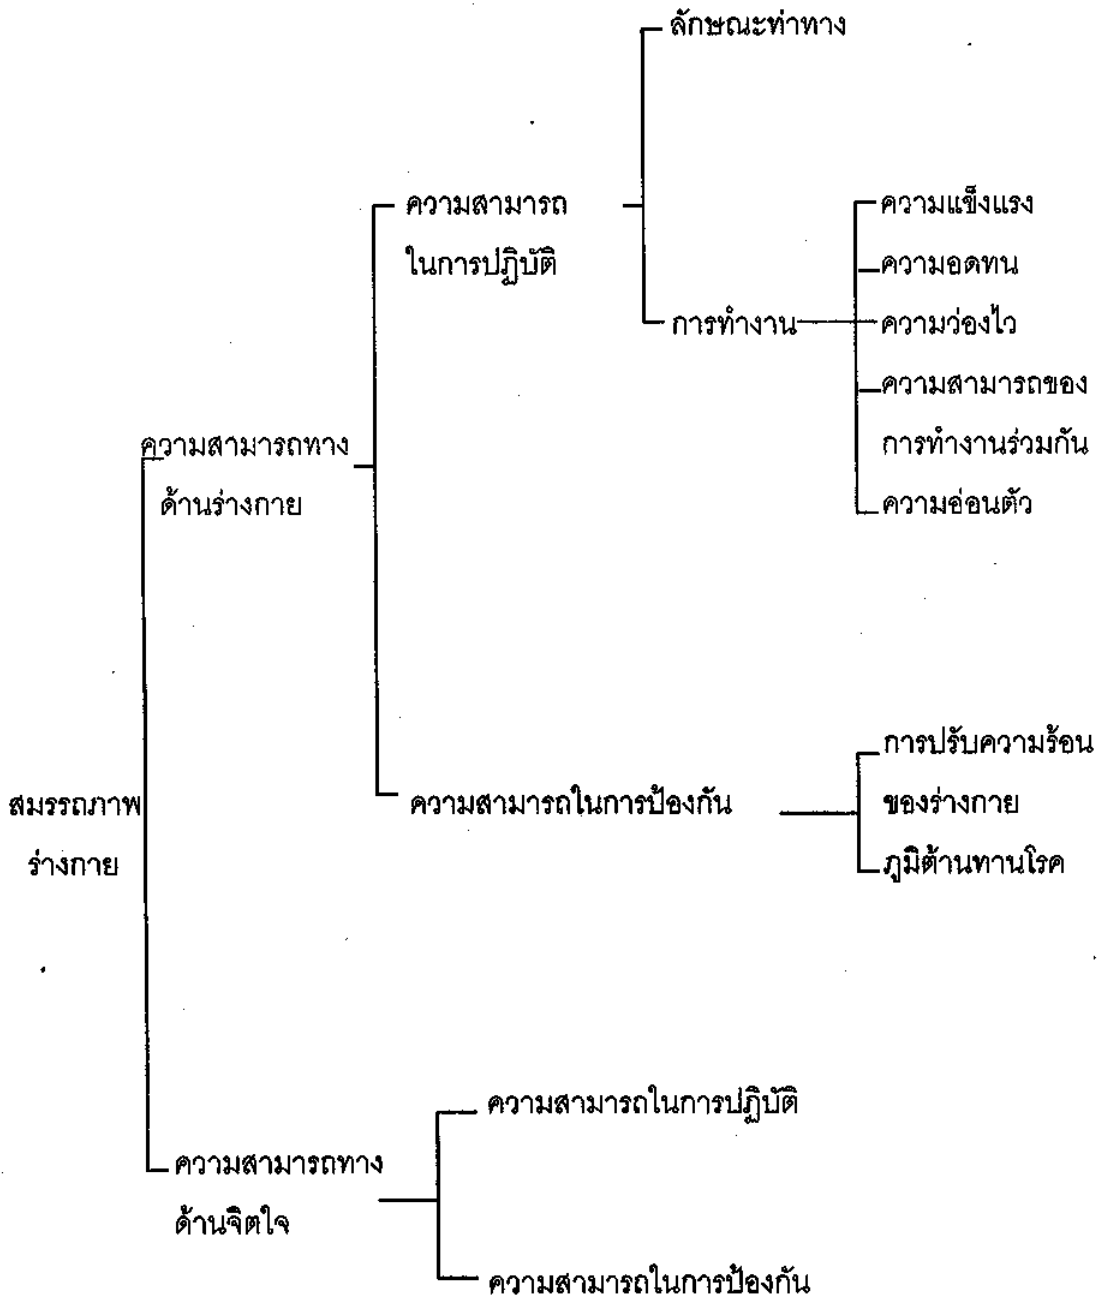 ลักษณะท่าทาง
ความสามารถ
ในการปฏิบัติ
ความแข็งแรง
ความอดทน
การทำงาน
ความว่องไว
ความสามารถของ
การทำงานร่วมกัน
ความอ่อนตัว
ความสามารถทาง
ด้านร่างกาย
การปรับความร้อน
ของร่างกาย
ความสามารถในการป้องกัน
ภูมิต้านทานโรค
สมรรถภาพ
ร่างกาย
ความสามารถในการปฏิบัติ
ความสามารถทาง
ด้านจิตใจ
ความสามารถในการป้องกัน